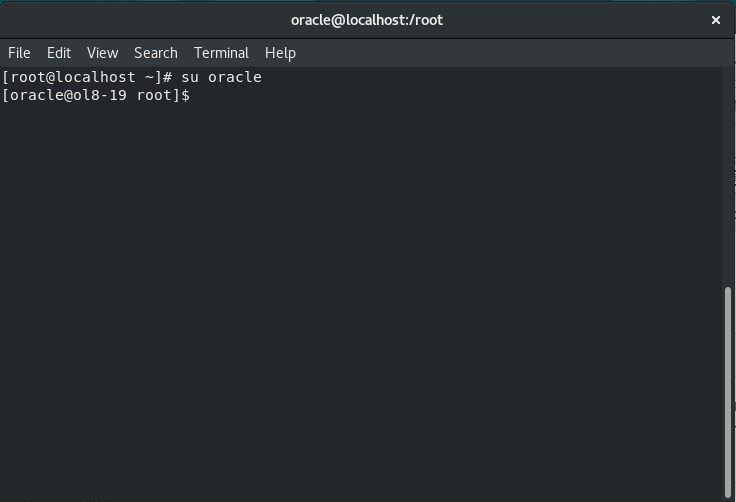 oracle@localhost:/root ×
File Edit View Search Terminal Help
[root@localhost ~]# su oracle
[oracle@ol8-19 root]$